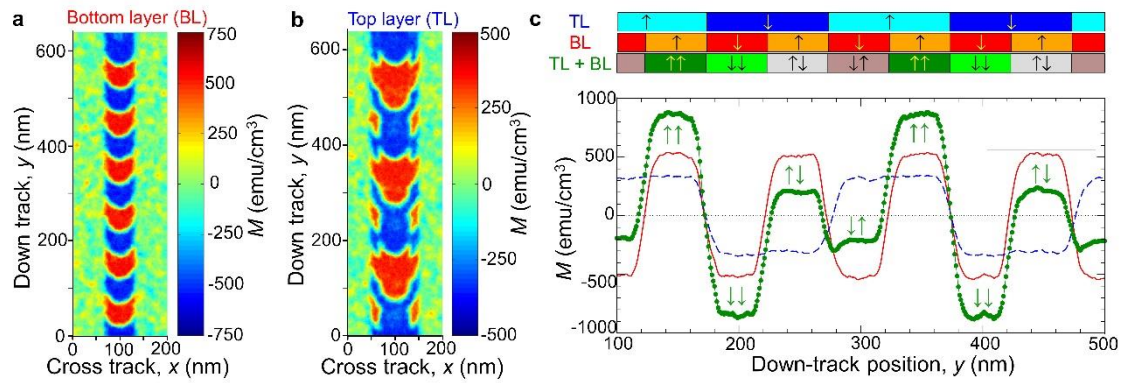 a Bottom layer (BL)
600
400
200
0
Down track, y (nm)
0 100 200
Cross track, x (nm)
750
500
250
0
-250
-500
-750
M (emu/cm³)
b Top layer (TL)
600
400
200
0
Down track, y (nm)
0 100 200
Cross track, x (nm)
500
250
0
-250
-500
M (emu/cm³)
c
TL ↑ ↓ ↑ ↓
BL ↑ ↓ ↑ ↓ ↑ ↓ ↑
TL + BL ↑↑ ↓↓ ↑↓ ↓↑ ↑↑ ↓↓ ↑↓
1000
500
0
-500
-1000
M (emu/cm³)
↑↑ ↓↓ ↑↓ ↓↑ ↑↑ ↓↓ ↑↓
100 200 300 400 500
Down-track position, y (nm)